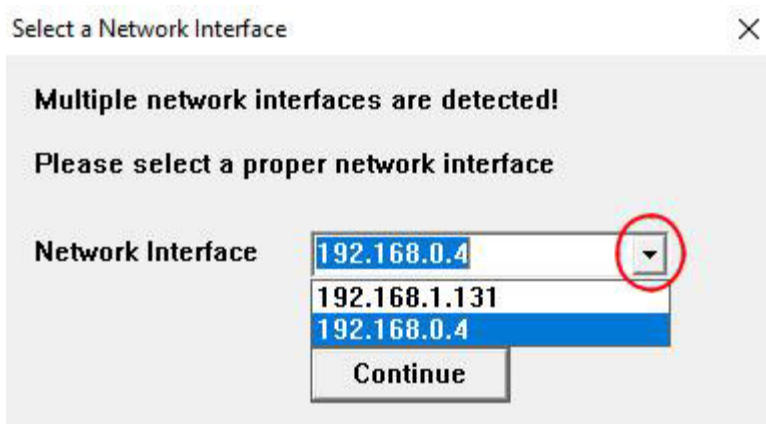 Select a Network Interface
Multiple network interfaces are detected!
Please select a proper network interface
Network Interface 192.168.0.4
192.168.1.131
192.168.0.4
Continue